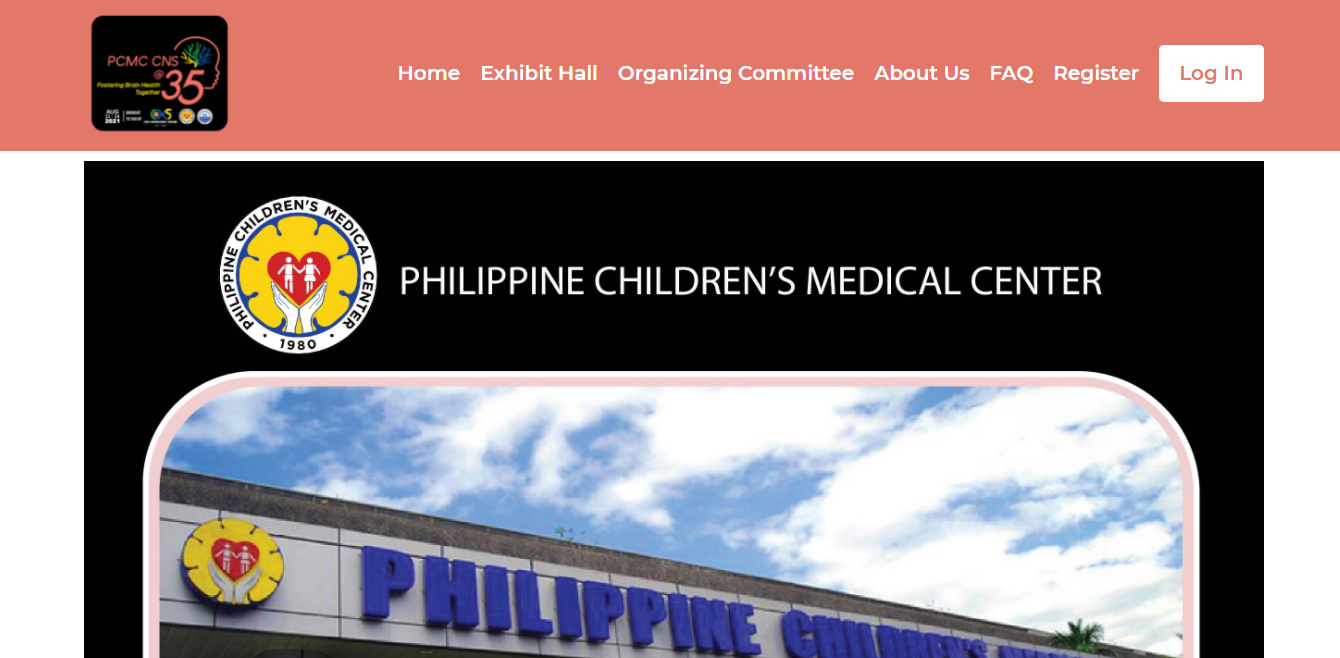 PCMC CNS
@
35
Fostering Brain Health
Together
AUG
2021
Home
Exhibit Hall
Organizing Committee
About Us
FAQ
Register
Log In
PHILIPPINE CHILDREN'S MEDICAL CENTER
• 1980 •
PHILIPPINE CHILDREN’S MEDICAL CENTER
PHILIPPINE CHILDREN'S